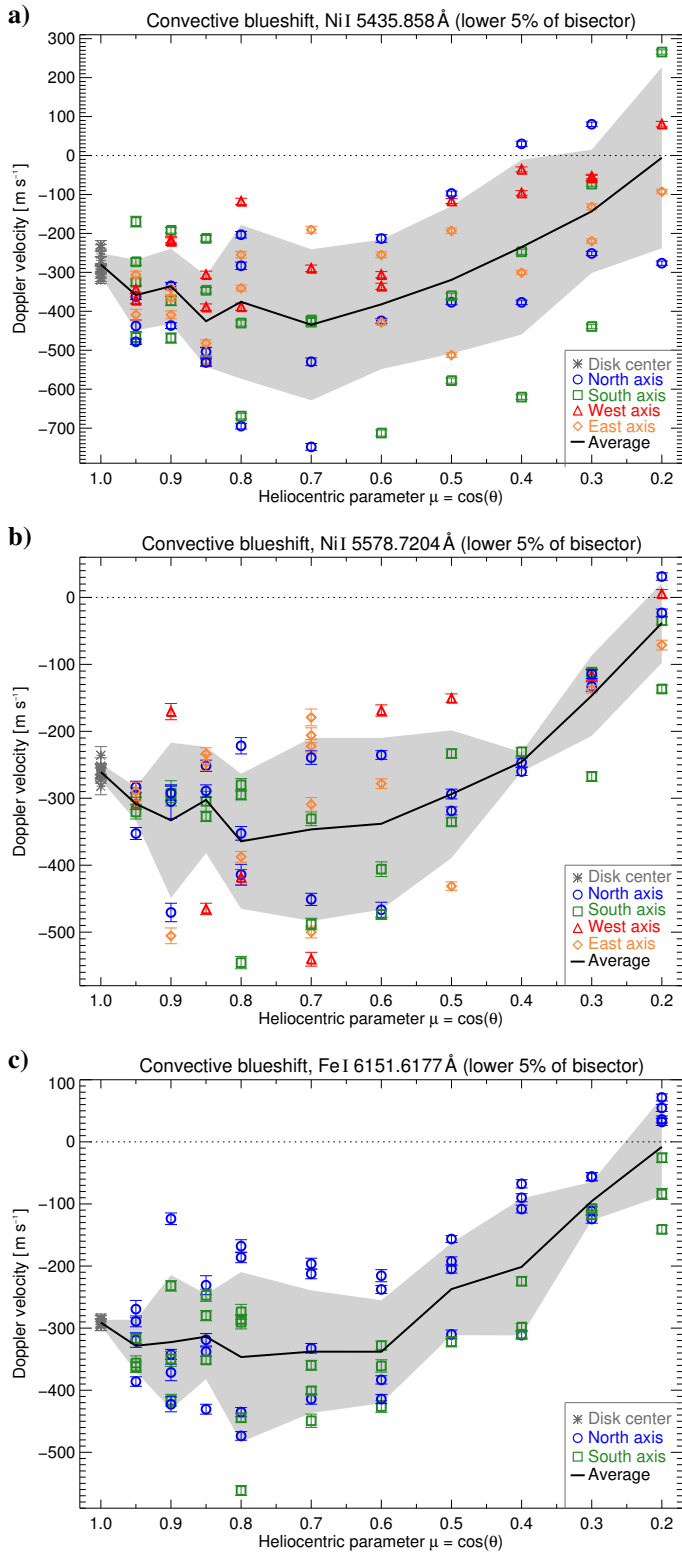 a)
Convective blueshift, Ni I 5435.858 Å (lower 5% of bisector)
Doppler velocity [m s⁻¹]
300
200
100
0
−100
−200
−300
−400
−500
−600
−700
Disk center
North axis
South axis
West axis
East axis
Average
1.0 0.9 0.8 0.7 0.6 0.5 0.4 0.3 0.2
Heliocentric parameter μ = cos(θ)
b)
Convective blueshift, Ni I 5578.7204 Å (lower 5% of bisector)
Doppler velocity [m s⁻¹]
0
−100
−200
−300
−400
−500
Disk center
North axis
South axis
West axis
East axis
Average
1.0 0.9 0.8 0.7 0.6 0.5 0.4 0.3 0.2
Heliocentric parameter μ = cos(θ)
c)
Convective blueshift, Fe I 6151.6177 Å (lower 5% of bisector)
Doppler velocity [m s⁻¹]
100
0
−100
−200
−300
−400
−500
Disk center
North axis
South axis
Average
1.0 0.9 0.8 0.7 0.6 0.5 0.4 0.3 0.2
Heliocentric parameter μ = cos(θ)